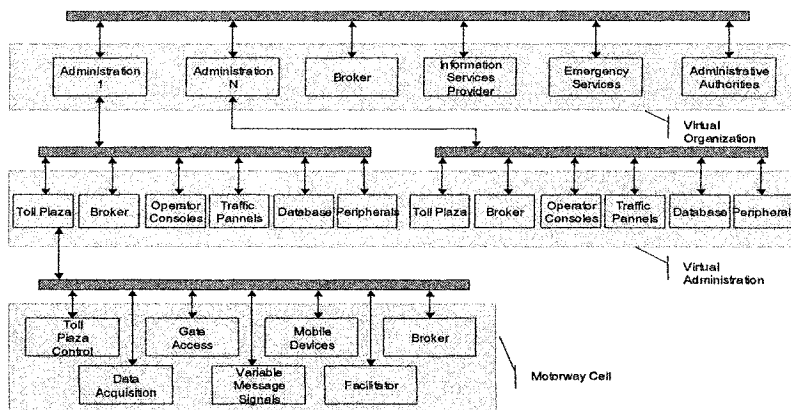 Administration
1
Administration
N
Broker
Information
Services
Provider
Emergency
Services
Administrative
Authorities
Virtual
Organization
Toll Plaza
Broker
Operator
Consoles
Traffic
Pannels
Database
Peripherals
Toll Plaza
Broker
Operator
Consoles
Traffic
Pannels
Database
Peripherals
Virtual
Administration
Toll
Plaza
Control
Gate
Access
Mobile
Devices
Broker
Data
Acquisition
Variable
Message
Signals
Facilitator
Motorway Cell